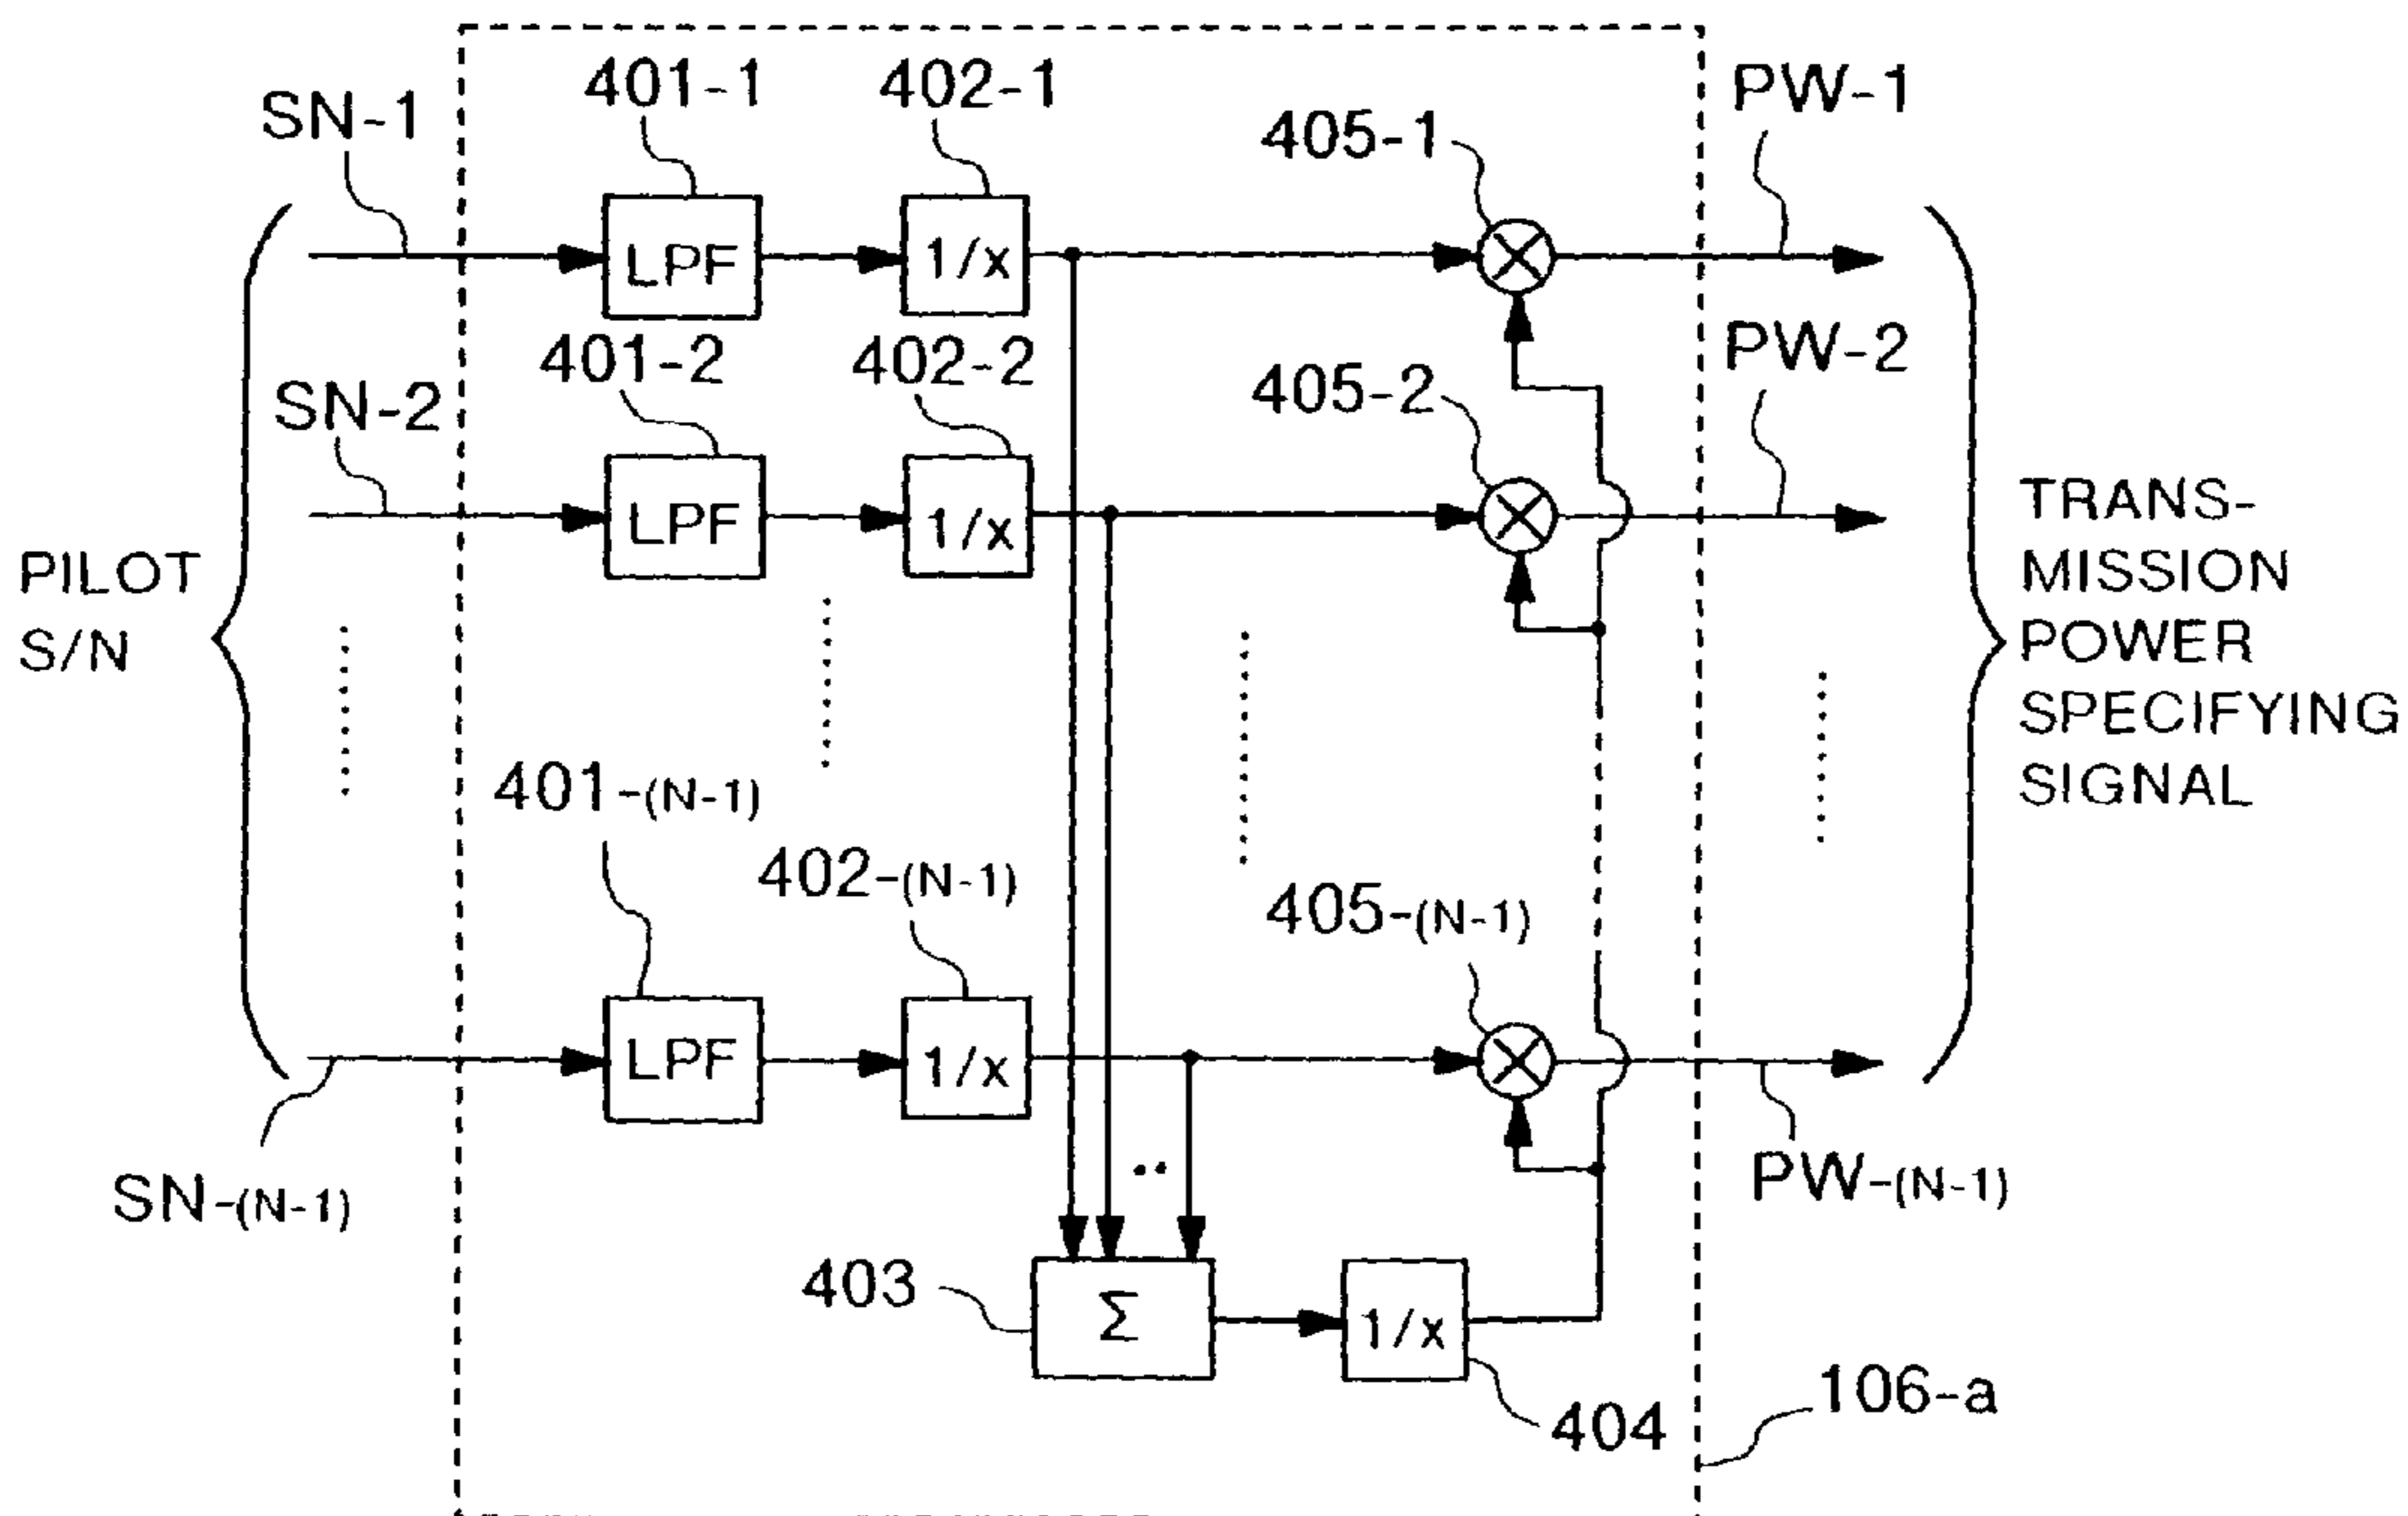 401-1
402-1
PW-1
SN-1
405-1
LPF
1/x
401-2
402-2
PW-2
SN-2
405-2
LPF
1/x
PILOT
S/N
TRANS-
MISSION
POWER
SPECIFYING
SIGNAL
401-(N-1)
402-(N-1)
405-(N-1)
LPF
1/x
SN-(N-1)
PW-(N-1)
403
Σ
1/x
404
106-a